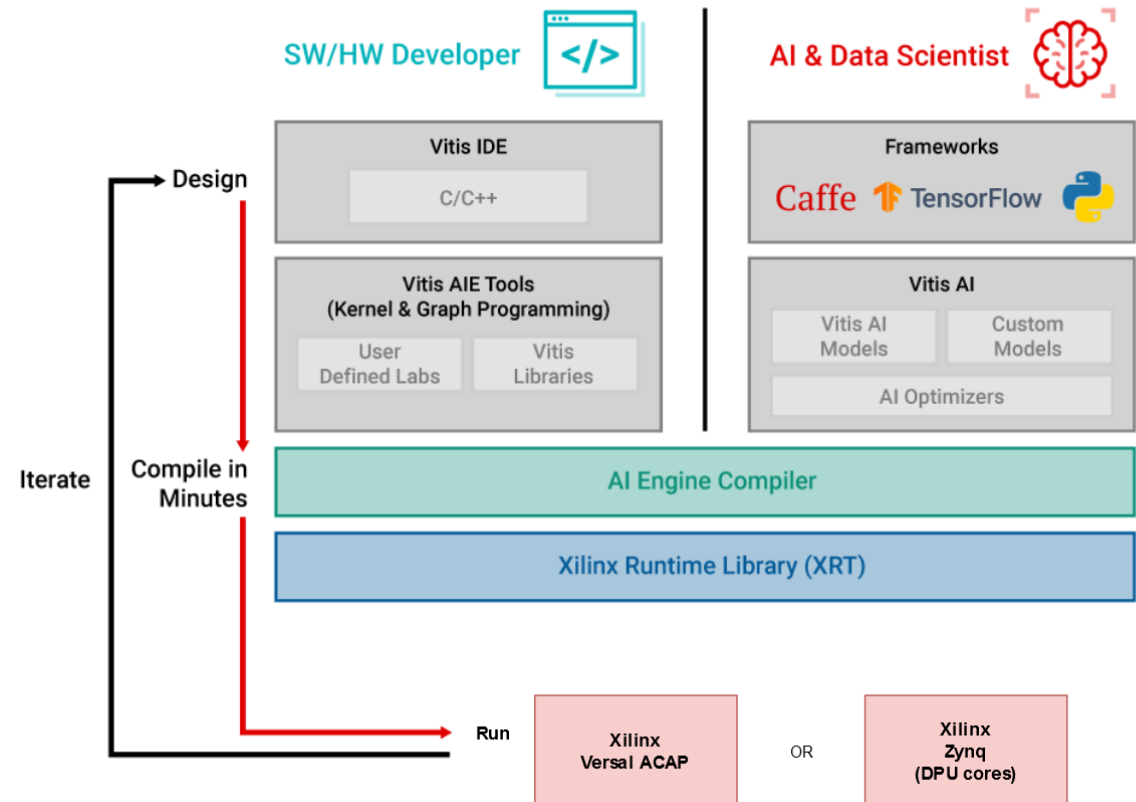 SW/HW Developer
</>
AI & Data Scientist
Design
Vitis IDE
C/C++
Frameworks
Caffe
TensorFlow
Vitis AIE Tools
(Kernel & Graph Programming)
User
Defined Labs
Vitis
Libraries
Vitis AI
Vitis AI
Models
Custom
Models
AI Optimizers
Iterate
Compile in
Minutes
AI Engine Compiler
Xilinx Runtime Library (XRT)
Run
Xilinx
Versal ACAP
OR
Xilinx
Zynq
(DPU cores)